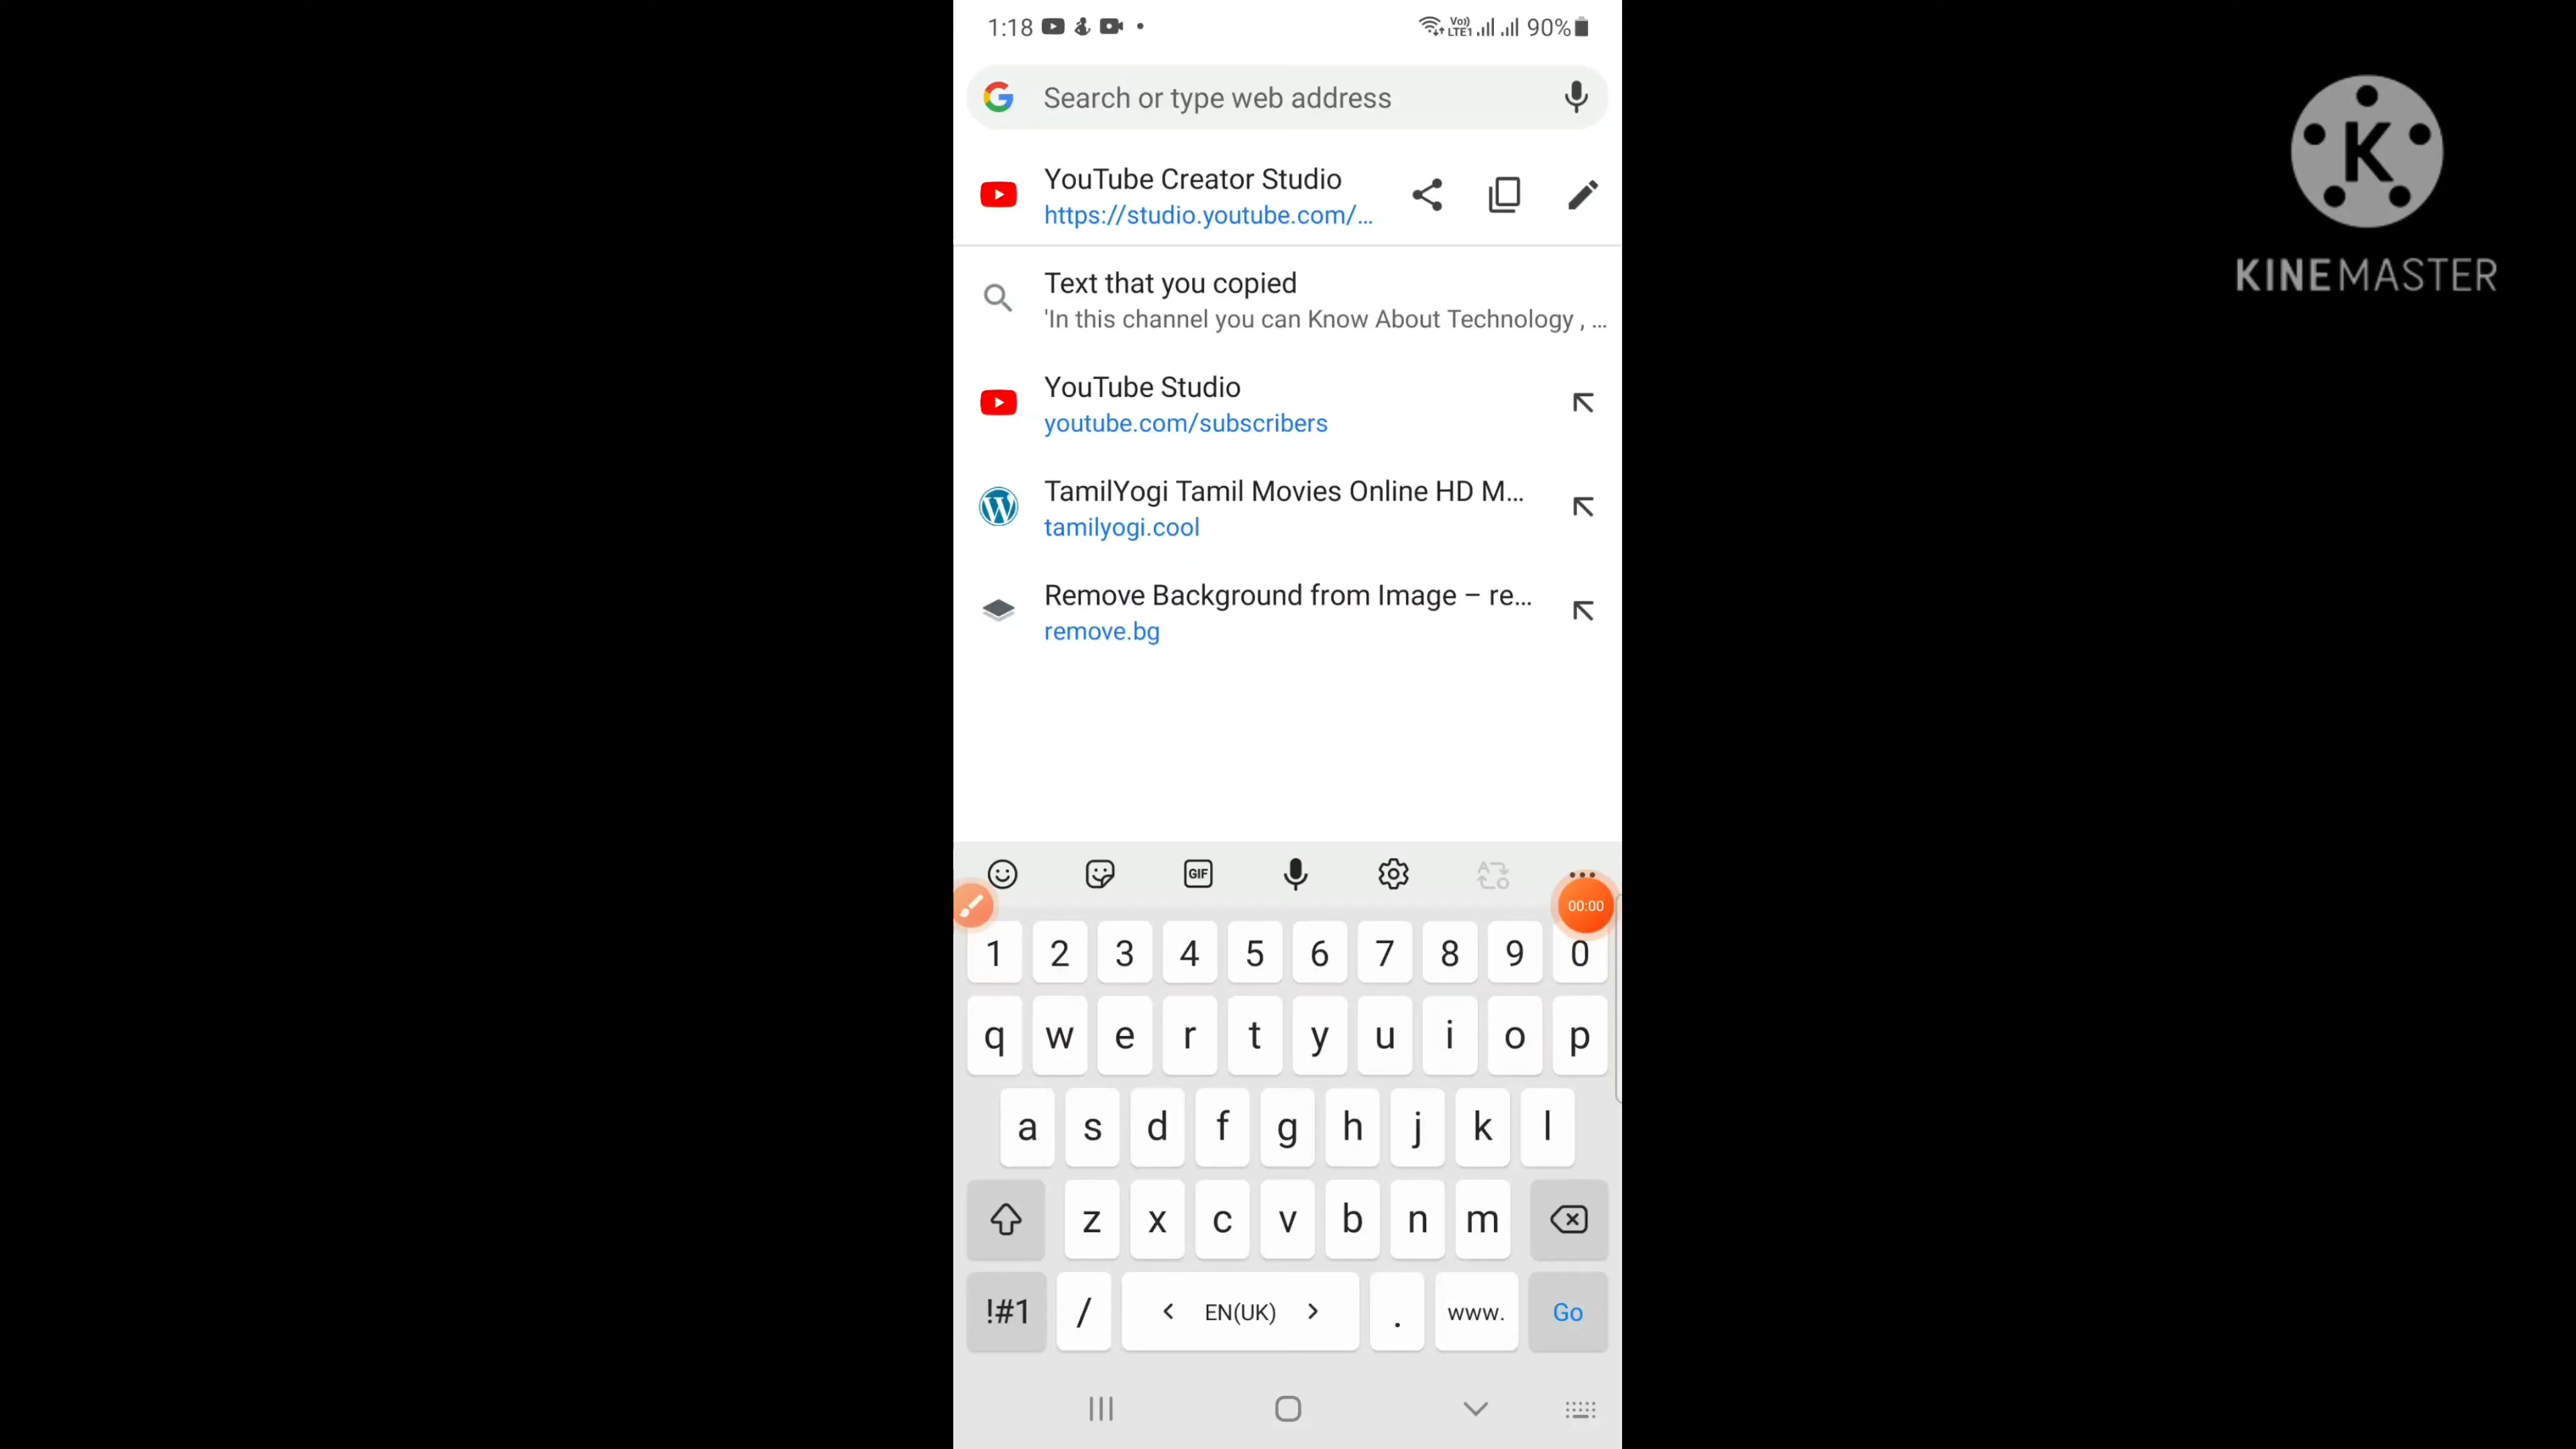 1:18
Vo)) LTE1 90%
Search or type web address
YouTube Creator Studio
https://studio.youtube.com/...
Text that you copied
'In this channel you can Know About Technology , ...
YouTube Studio
youtube.com/subscribers
TamilYogi Tamil Movies Online HD M...
tamilyogi.cool
Remove Background from Image – re...
remove.bg
GIF
00:00
1 2 3 4 5 6 7 8 9 0
q w e r t y u i o p
a s d f g h j k l
z x c v b n m
!#1 / < EN(UK) > . www. Go
K
KINEMASTER